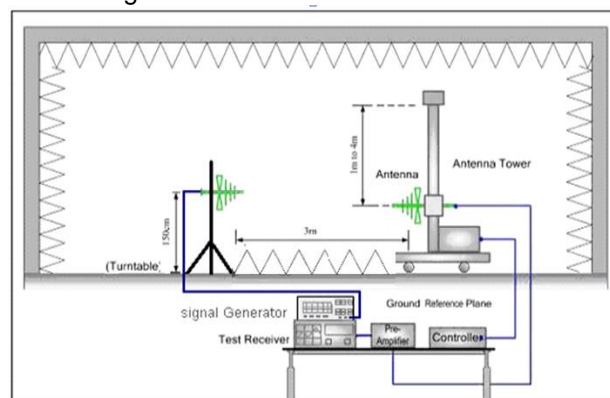 1m to 4m
Antenna Tower
Antenna
150cm
3m
(Turntable)
Ground Reference Plane
signal Generator
Test Receiver
Pre-
Amplifier
Controller